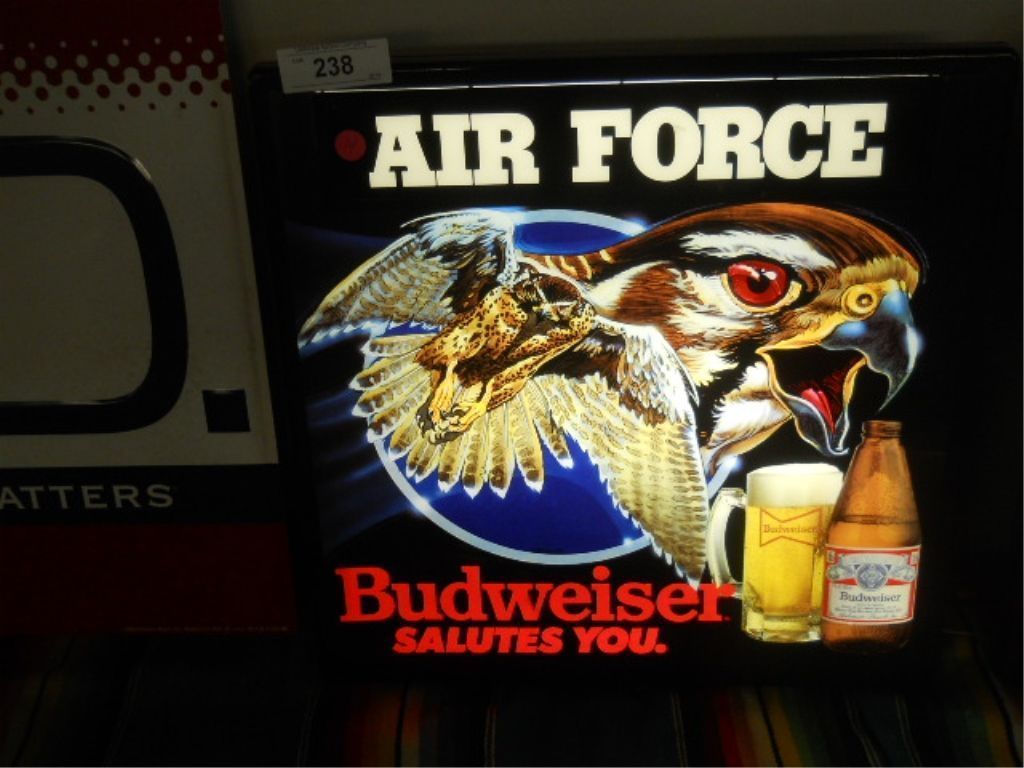 238
AIR FORCE
D.
ATTERS
Budweiser
Budweiser
Budweiser
SALUTES YOU.